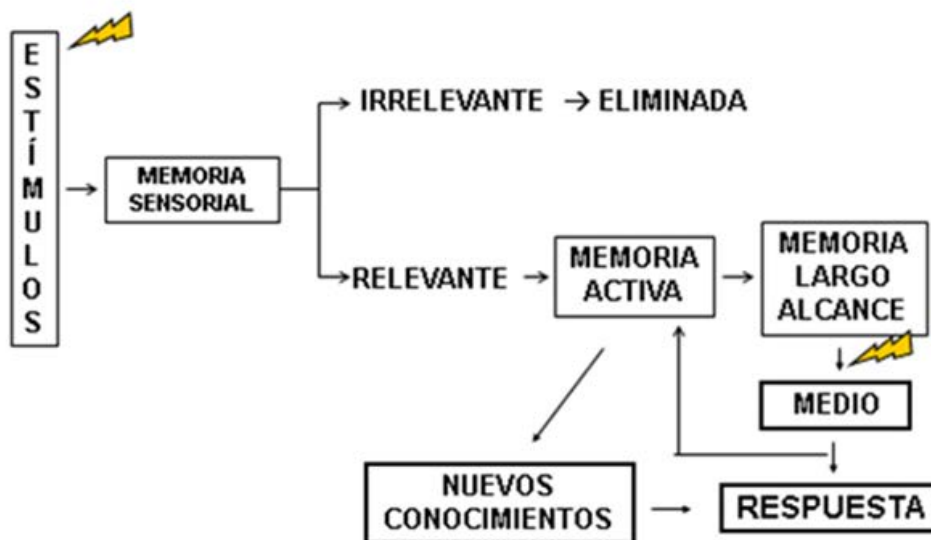 ESTÍMULOS
MEMORIA
SENSORIAL
IRRELEVANTE → ELIMINADA
RELEVANTE
MEMORIA
ACTIVA
MEMORIA
LARGO
ALCANCE
MEDIO
NUEVOS
CONOCIMIENTOS
RESPUESTA